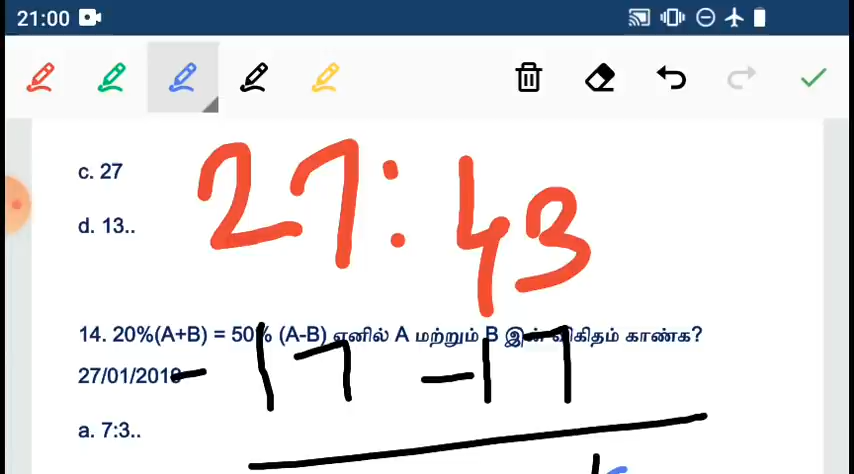 21:00
c. 27
27:43
d. 13..
14. 20%(A+B) = 50% (A-B) எனில் A மற்றும் B இன் விகிதம் காண்க?
27/01/2018
-17 -17
a. 7:3..